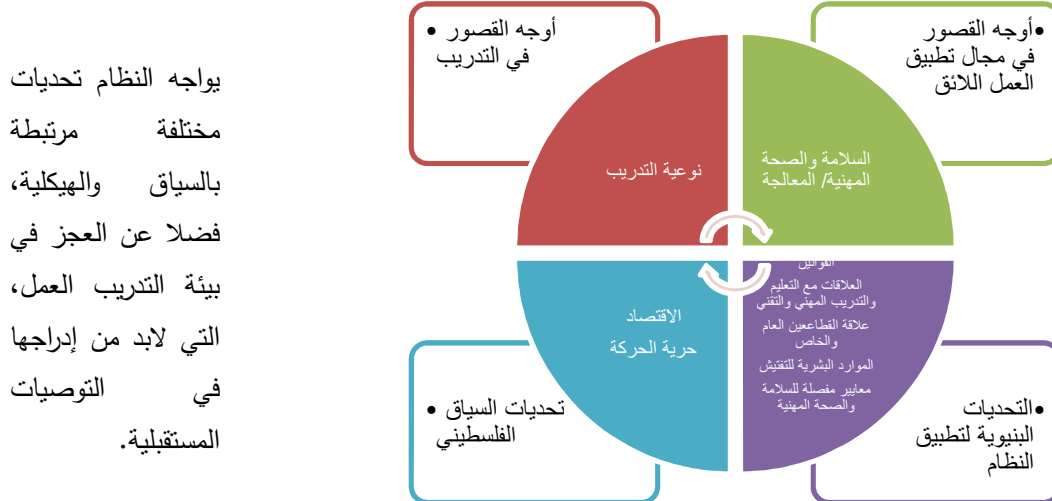 •أوجه القصور
في مجال تطبيق
العمل اللائق
أوجه القصور •
في التدريب
السلامة والصحة
المهنية/ المعالجة
نوعية التدريب
القوانين
العلاقات مع التعليم
والتدريب المهني والتقني
علاقة القطاععين العام
والخاص
الموارد البشرية للتفتيش
معايير مفصلة للسلامة
والصحة المهنية
الاقتصاد
حرية الحركة
•التحديات
البنيوية لتطبيق
النظام
تحديات السياق •
الفلسطيني
يواجه النظام تحديات
مختلفة مرتبطة
بالسياق والهيكلية،
فضلا عن العجز في
بيئة التدريب العمل،
التي لابد من إدراجها
في التوصيات
المستقبلية.